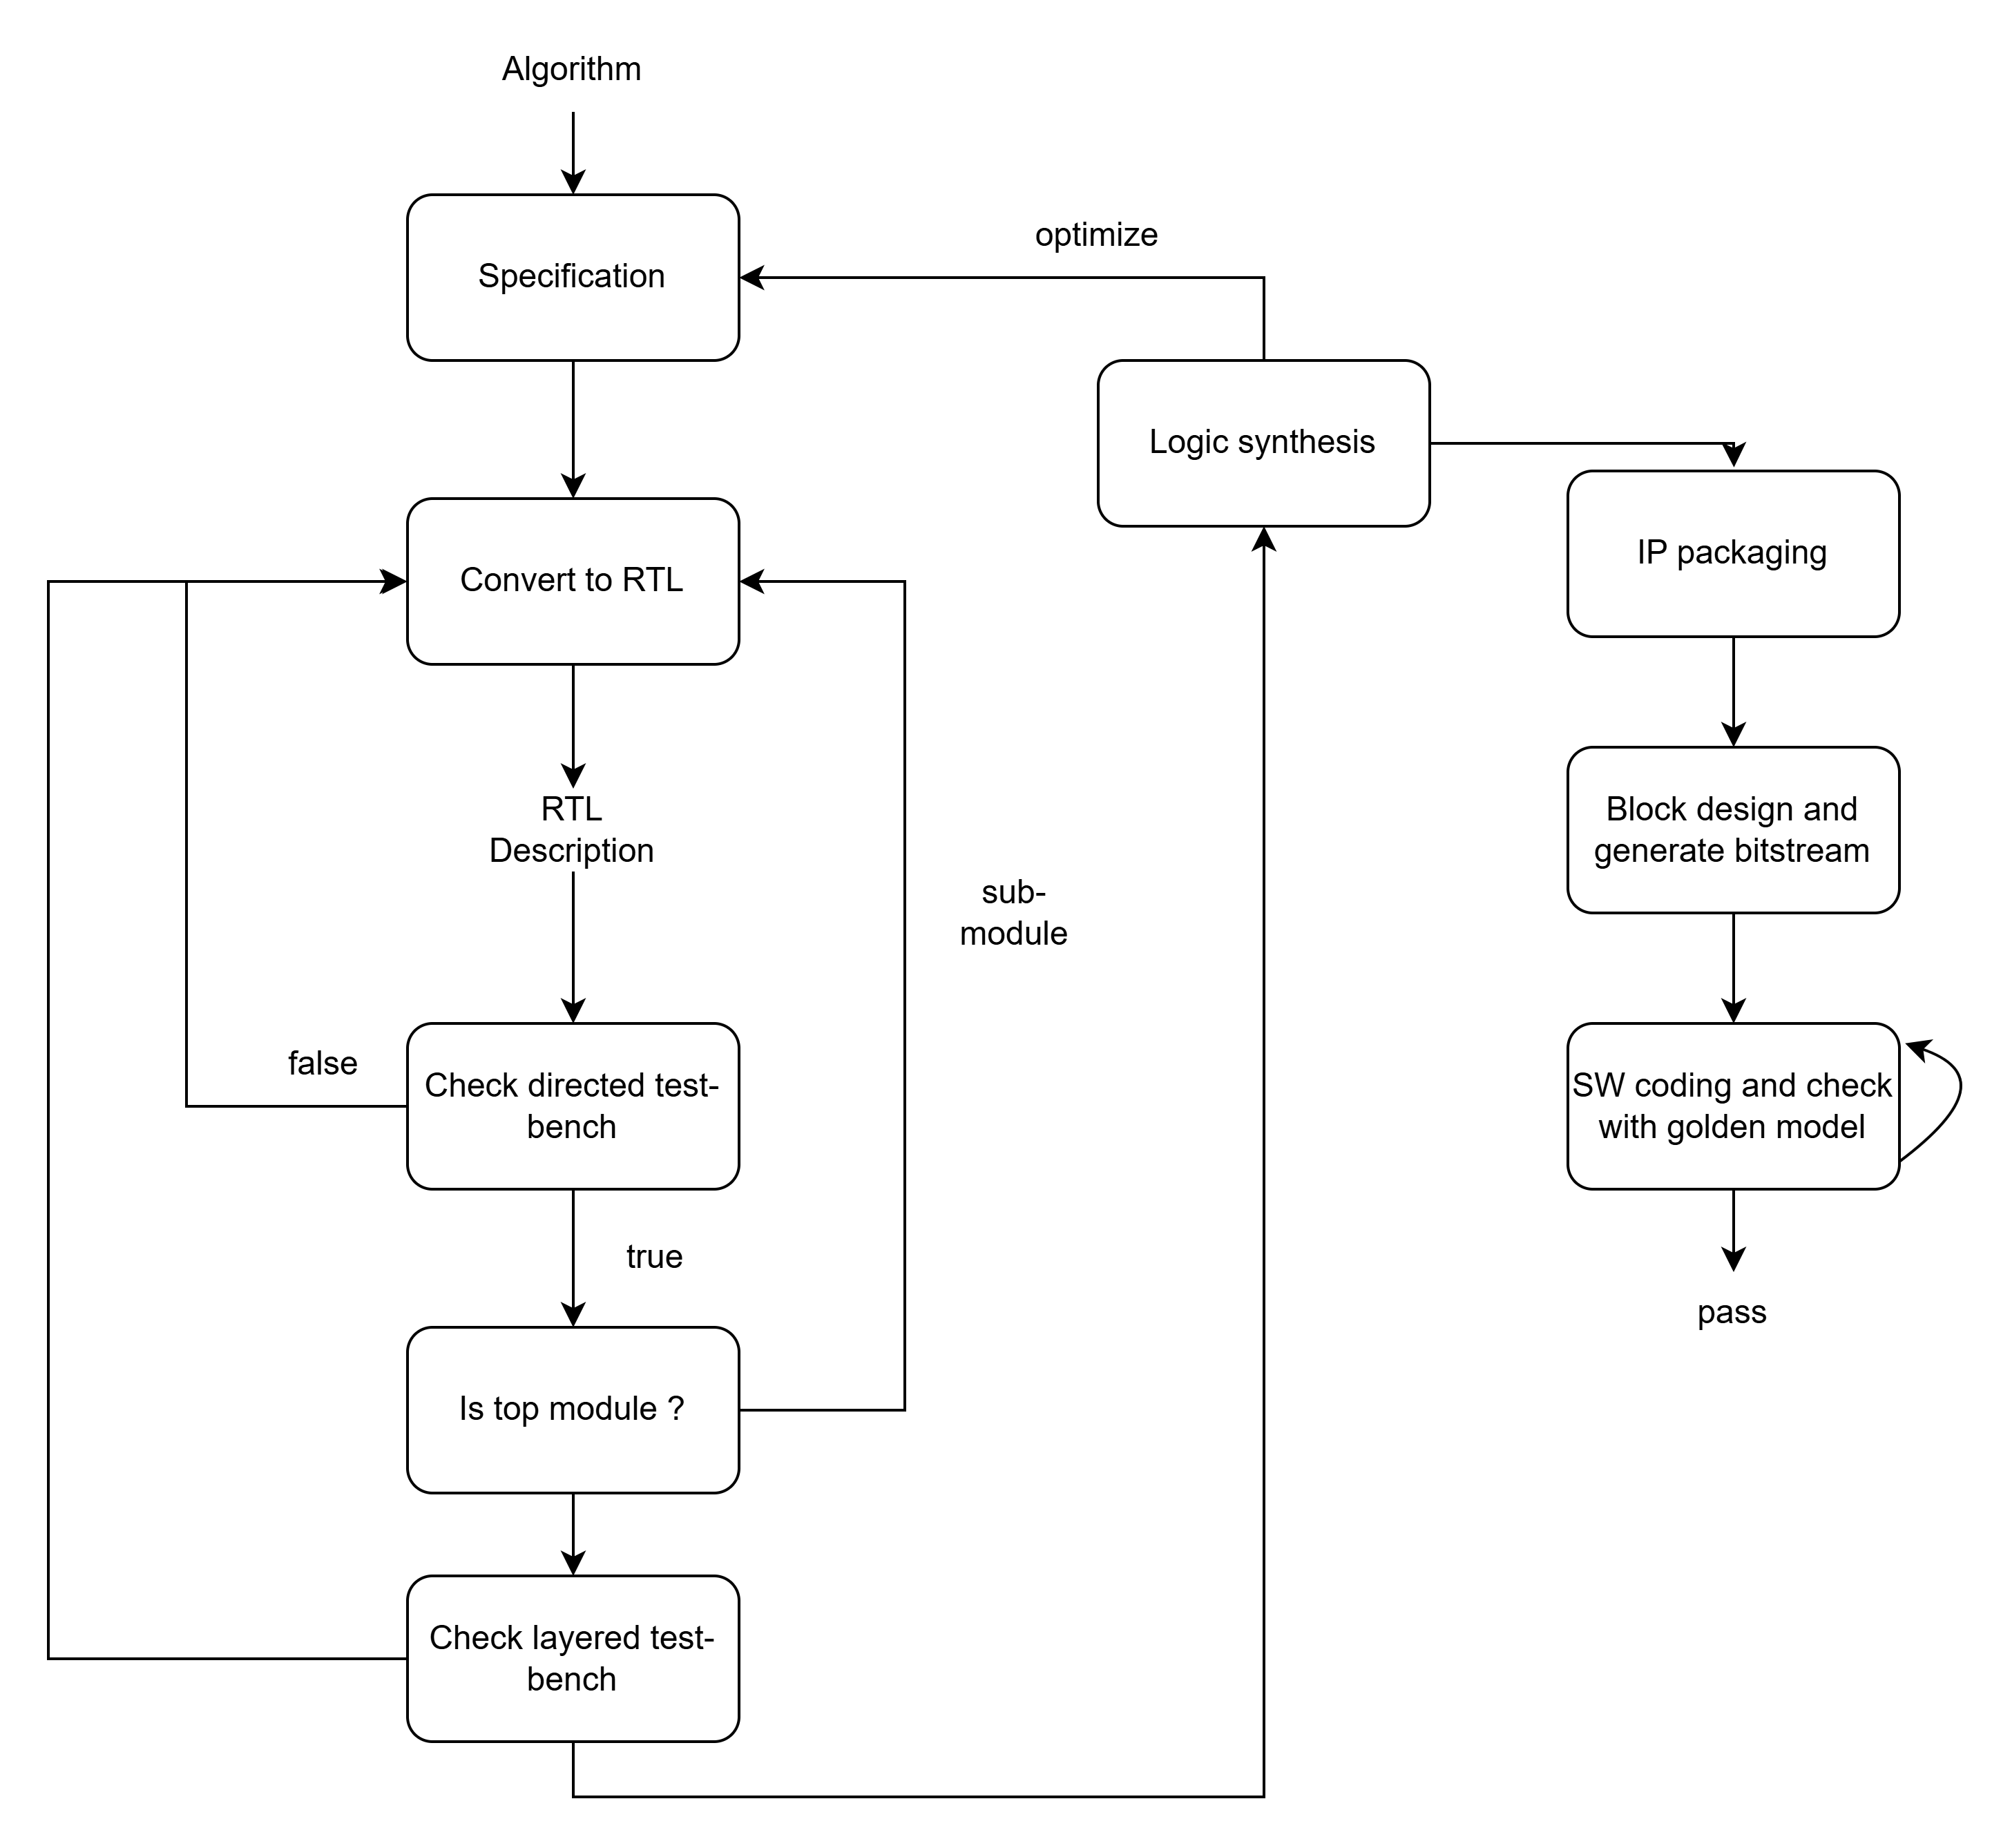 Algorithm
Specification
optimize
Logic synthesis
IP packaging
Convert to RTL
RTL
Description
Block design and
generate bitstream
sub-
module
false
Check directed test-
bench
SW coding and check
with golden model
true
pass
Is top module ?
Check layered test-
bench